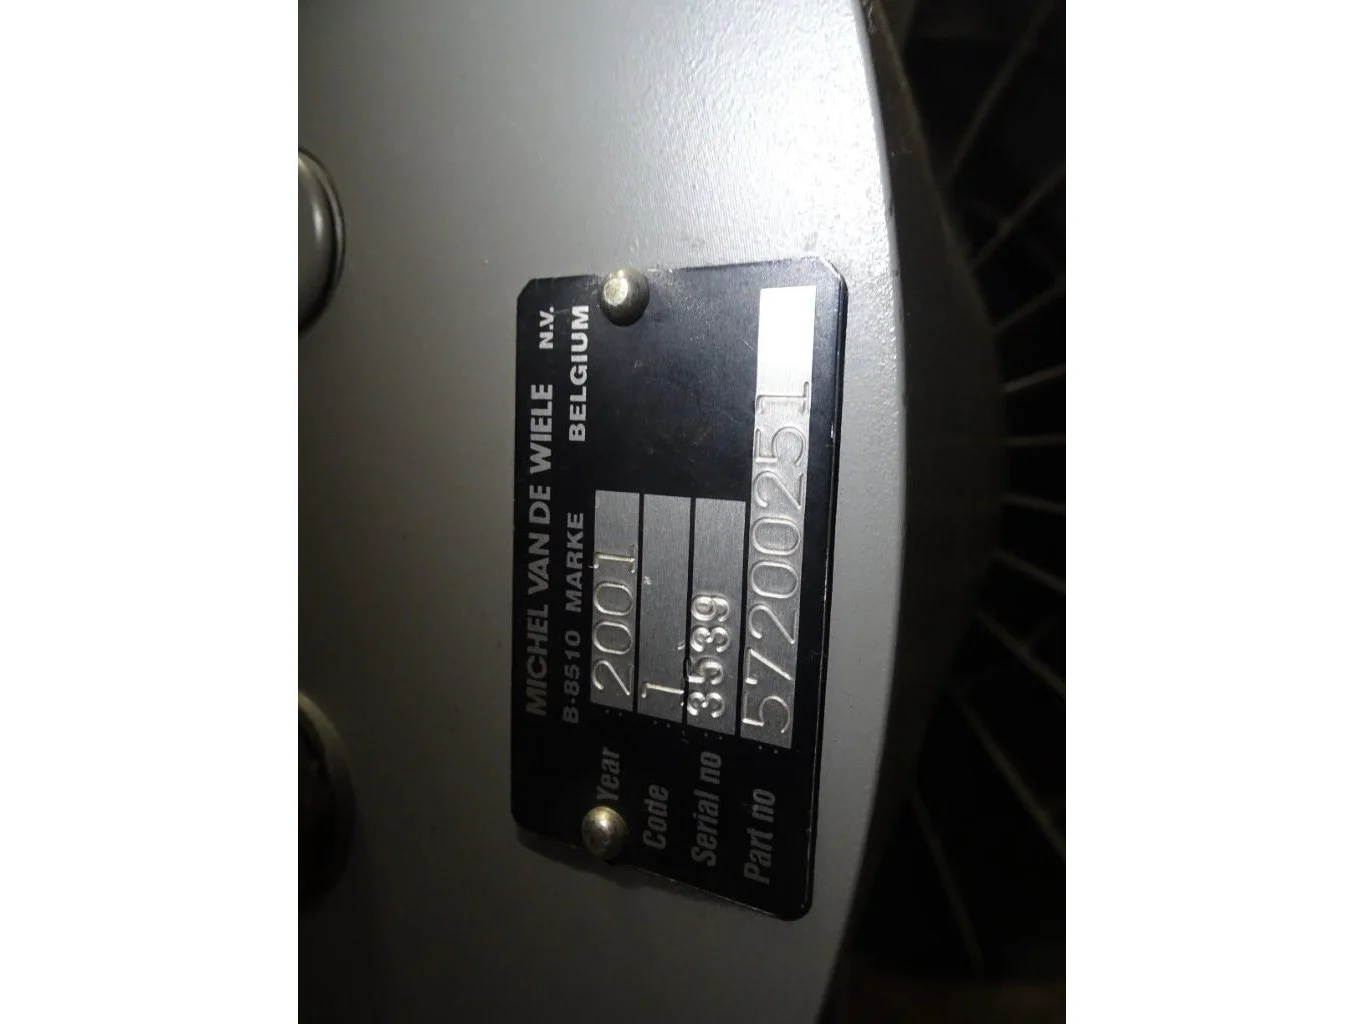 MICHEL VAN DE WIELE N.V.
B-8510 MARKE BELGIUM
Year 2001
Code 1
Serial no 3539
Part no 57200251